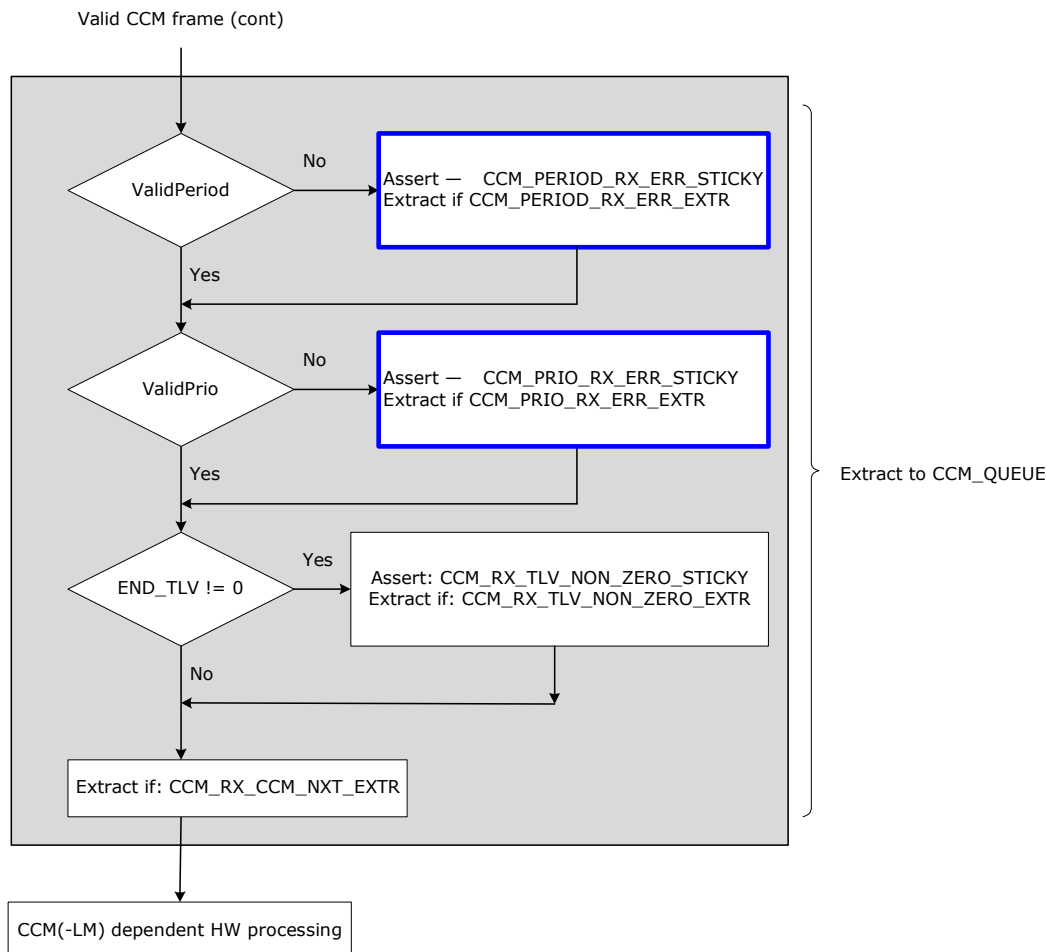 Valid CCM frame (cont)
ValidPeriod
No
Assert — CCM_PERIOD_RX_ERR_STICKY
Extract if CCM_PERIOD_RX_ERR_EXTR
Yes
ValidPrio
No
Assert — CCM_PRIO_RX_ERR_STICKY
Extract if CCM_PRIO_RX_ERR_EXTR
Yes
Extract to CCM_QUEUE
END_TLV != 0
Yes
Assert: CCM_RX_TLV_NON_ZERO_STICKY
Extract if: CCM_RX_TLV_NON_ZERO_EXTR
No
Extract if: CCM_RX_CCM_NXT_EXTR
CCM(-LM) dependent HW processing